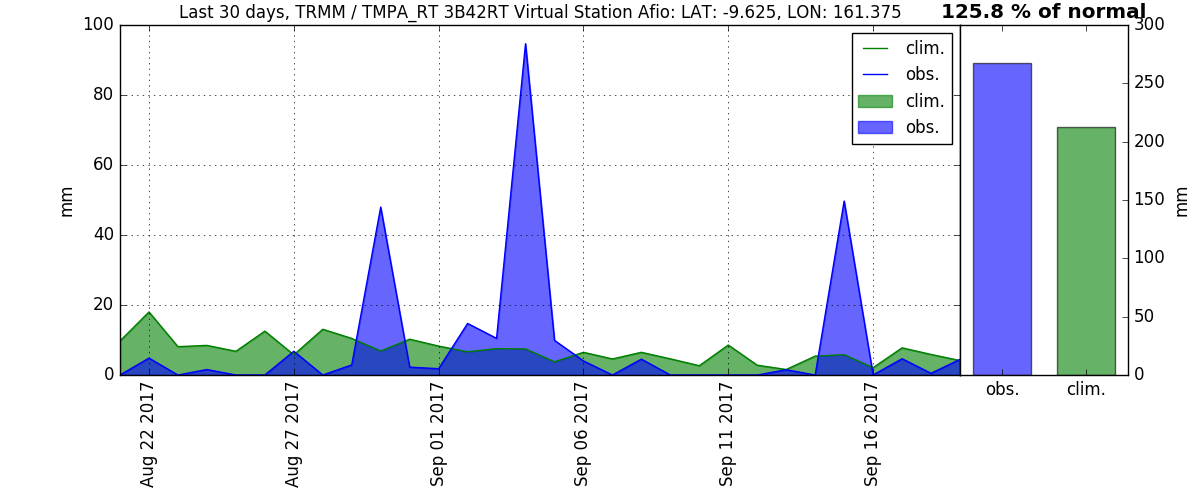 Last 30 days, TRMM / TMPA_RT 3B42RT Virtual Station Afio: LAT: -9.625, LON: 161.375
125.8 % of normal
100
80
60
40
20
0
mm
clim.
obs.
clim.
obs.
300
250
200
150
100
50
0
mm
Aug 22 2017
Aug 27 2017
Sep 01 2017
Sep 06 2017
Sep 11 2017
Sep 16 2017
obs.
clim.